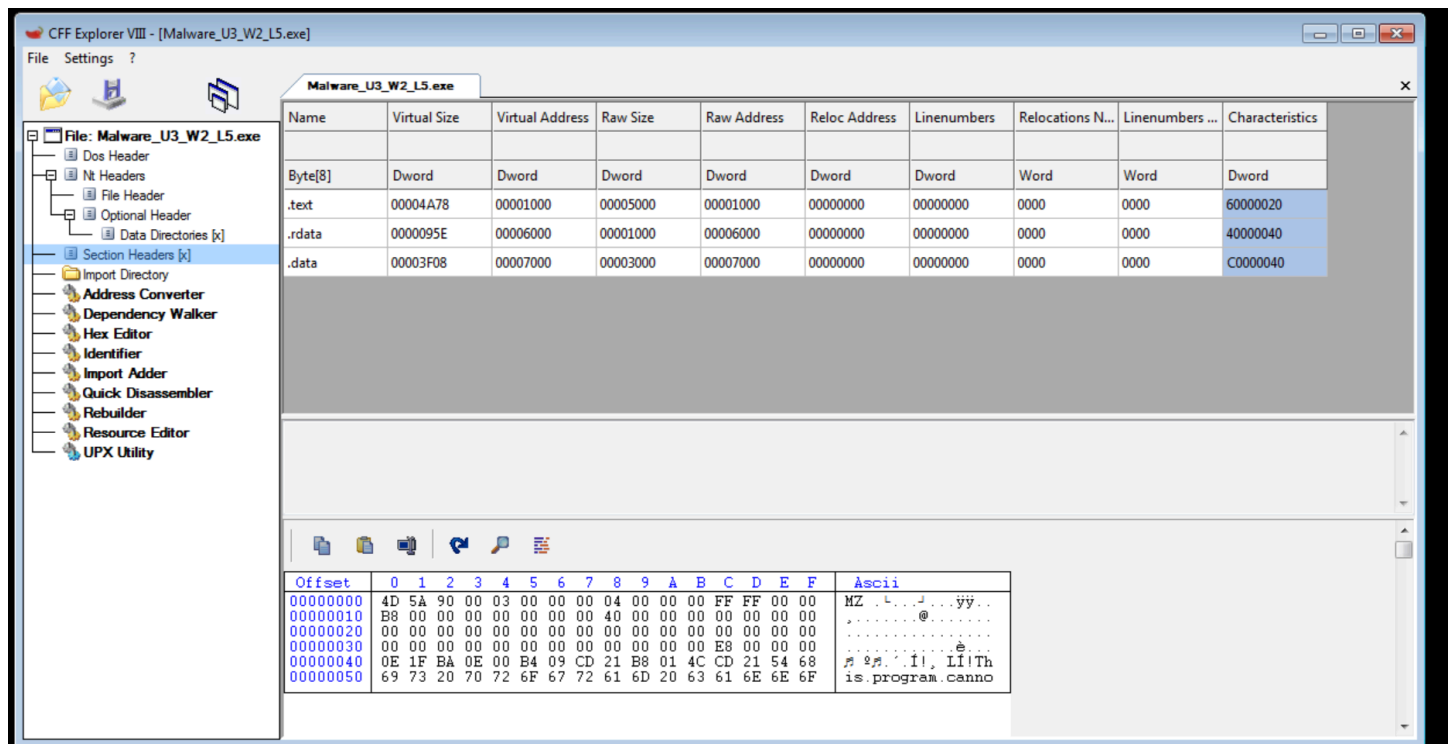 CFF Explorer VIII - [Malware_U3_W2_L5.exe]
File Settings ?
Malware_U3_W2_L5.exe
File: Malware_U3_W2_L5.exe
Dos Header
Nt Headers
File Header
Optional Header
Data Directories [x]
Section Headers [x]
Import Directory
Address Converter
Dependency Walker
Hex Editor
Identifier
Import Adder
Quick Disassembler
Rebuilder
Resource Editor
UPX Utility
Name Virtual Size Virtual Address Raw Size Raw Address Reloc Address Linenumbers Relocations N... Linenumbers ... Characteristics
Byte[8] Dword Dword Dword Dword Dword Dword Word Word Dword
.text 00004A78 00001000 00005000 00001000 00000000 00000000 0000 0000 60000020
.rdata 0000095E 00006000 00001000 00006000 00000000 00000000 0000 0000 40000040
.data 00003F08 00007000 00003000 00007000 00000000 00000000 0000 0000 C0000040
Offset 0 1 2 3 4 5 6 7 8 9 A B C D E F Ascii
00000000 4D 5A 90 00 03 00 00 00 04 00 00 00 FF FF 00 00 MZ .└...┘...ÿÿ..
00000010 B8 00 00 00 00 00 00 00 40 00 00 00 00 00 00 00 ¸.......@.......
00000020 00 00 00 00 00 00 00 00 00 00 00 00 00 00 00 00 ................
00000030 00 00 00 00 00 00 00 00 00 00 00 00 E8 00 00 00 ............è...
00000040 0E 1F BA 0E 00 B4 09 CD 21 B8 01 4C CD 21 54 68 ♬ º♬.´.Í!¸ LÍ!Th
00000050 69 73 20 70 72 6F 67 72 61 6D 20 63 61 6E 6E 6F is.program.canno